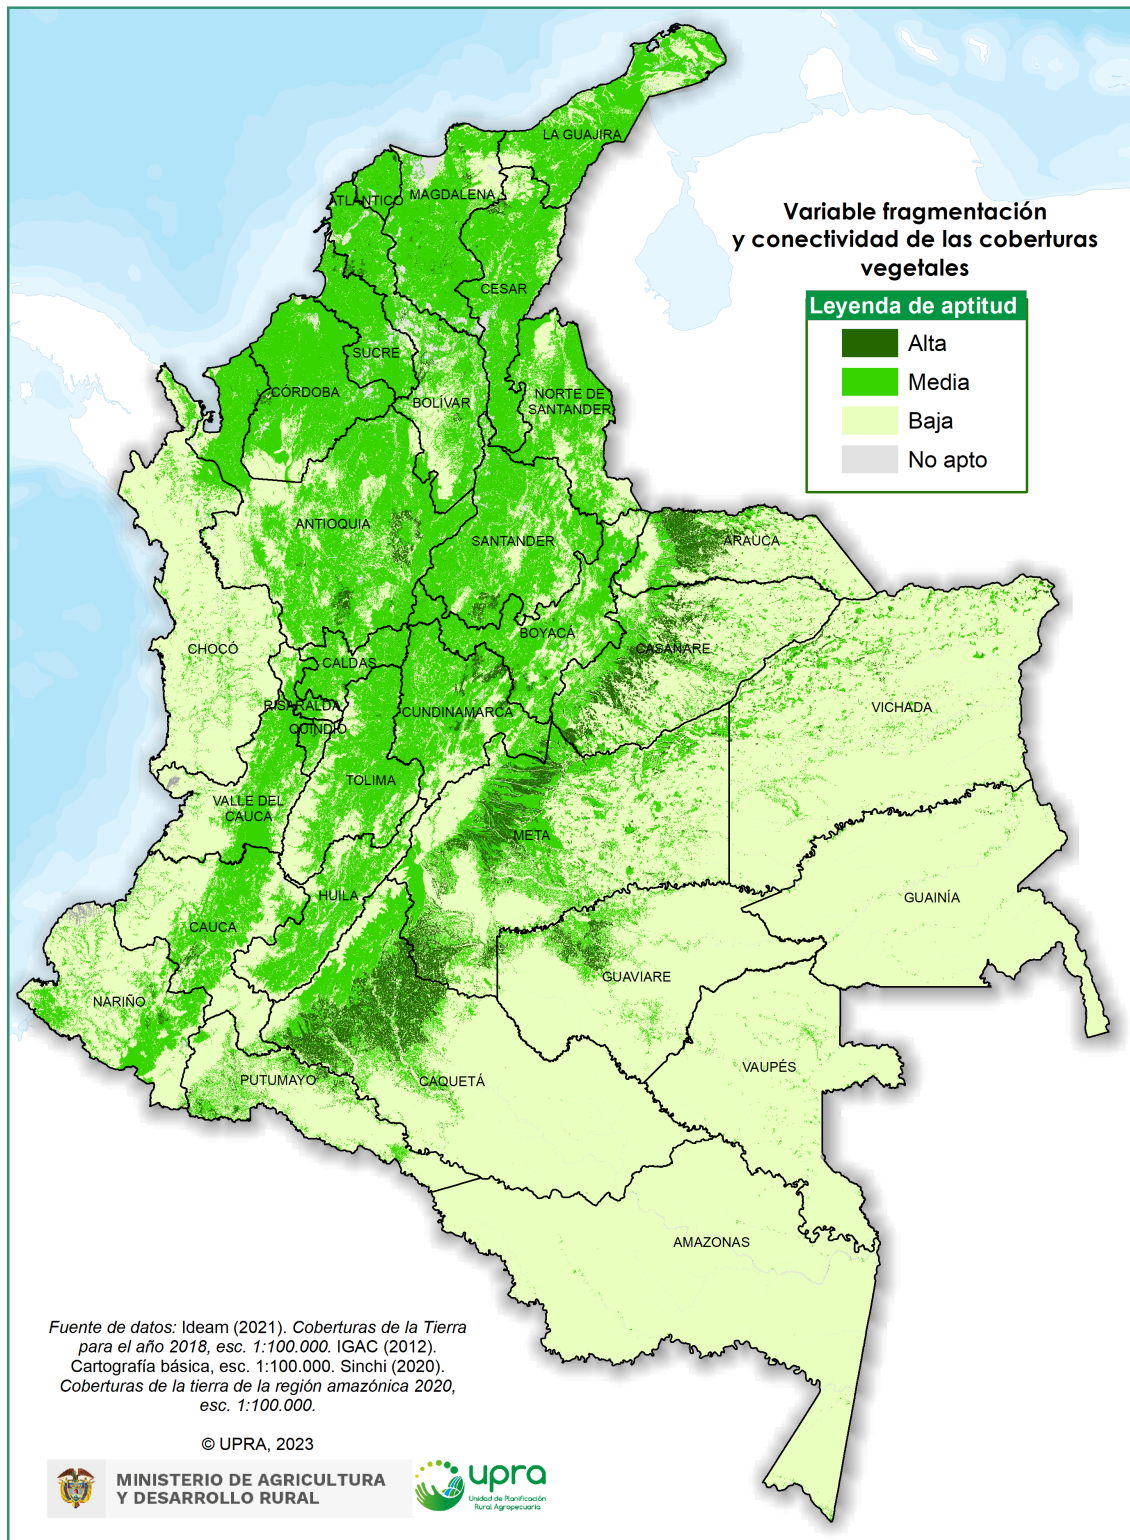 LA GUAJIRA
MAGDALENA
ATLÁNTICO
Variable fragmentación
y conectividad de las coberturas
vegetales
Leyenda de aptitud
Alta
Media
Baja
No apto
CESAR
SUCRE
CÓRDOBA
BOLÍVAR
NORTE DE
SANTANDER
ANTIOQUIA
SANTANDER
ARAUCA
BOYACÁ
CHOCÓ
CASANARE
CALDAS
RISARALDA
CUNDINAMARCA
VICHADA
QUINDÍO
TOLIMA
VALLE DEL
CAUCA
META
HUILA
GUAINÍA
CAUCA
GUAVIARE
NARIÑO
VAUPÉS
PUTUMAYO
CAQUETÁ
AMAZONAS
Fuente de datos: Ideam (2021). Coberturas de la Tierra
para el año 2018, esc. 1:100.000. IGAC (2012).
Cartografía básica, esc. 1:100.000. Sinchi (2020).
Coberturas de la tierra de la región amazónica 2020,
esc. 1:100.000.
© UPRA, 2023
MINISTERIO DE AGRICULTURA
Y DESARROLLO RURAL
upra
Unidad de Planificación
Rural Agropecuaria